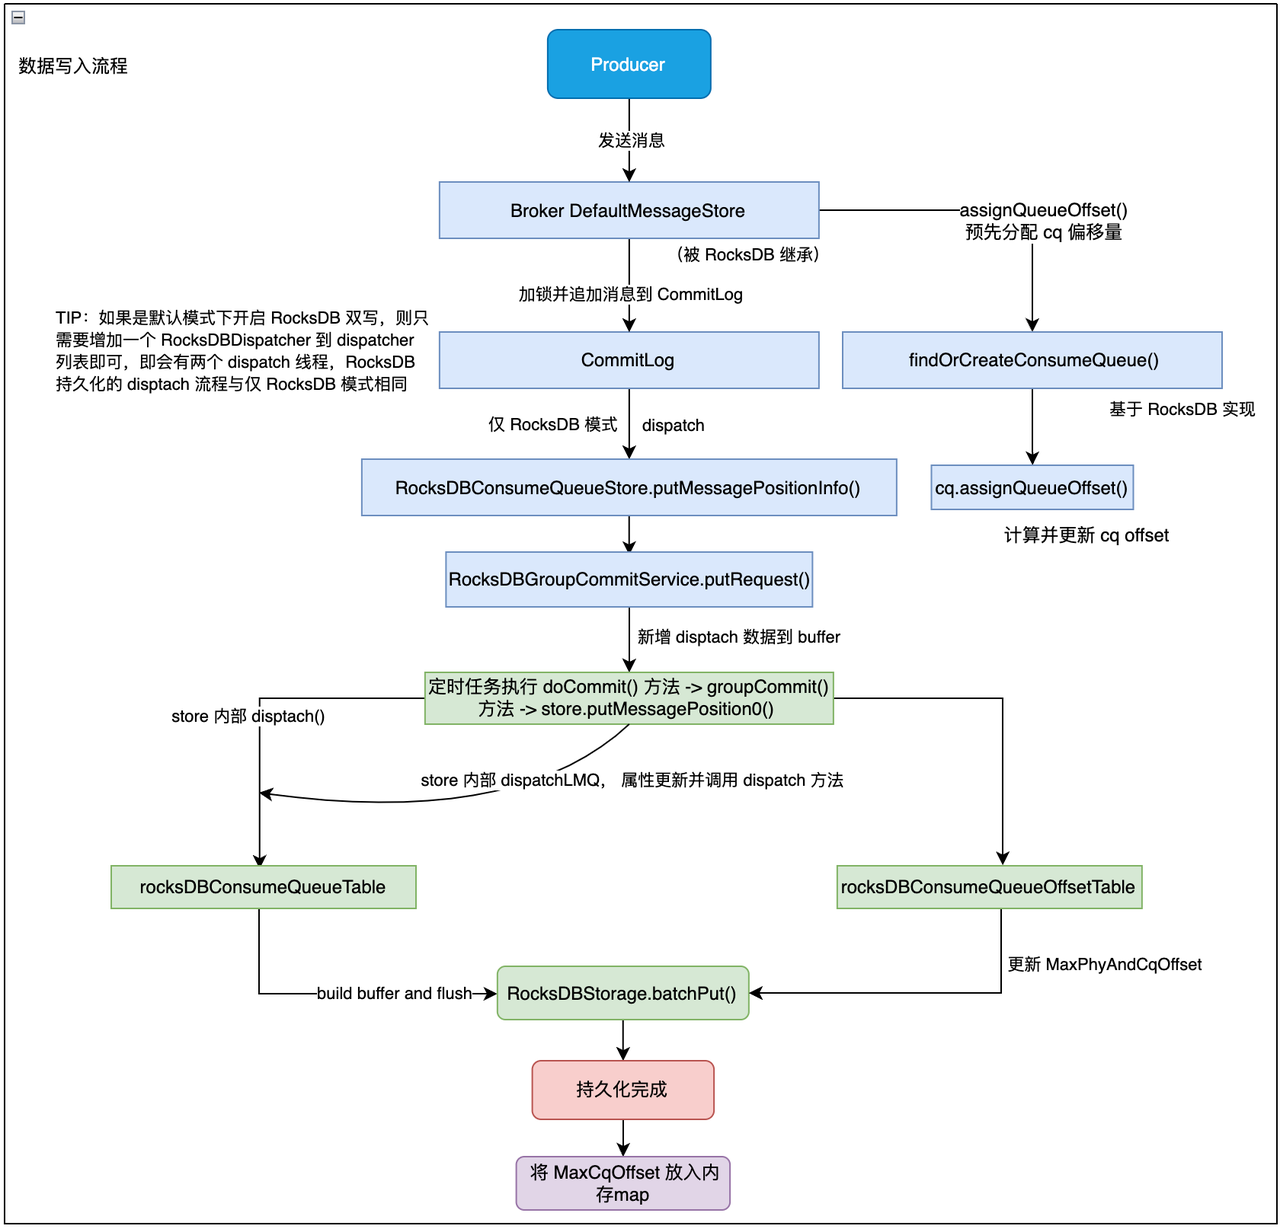 数据写入流程
Producer
发送消息
Broker DefaultMessageStore
assignQueueOffset()
预先分配 cq 偏移量
（被 RocksDB 继承）
加锁并追加消息到 CommitLog
TIP：如果是默认模式下开启 RocksDB 双写，则只
需要增加一个 RocksDBDispatcher 到 dispatcher
列表即可，即会有两个 dispatch 线程，RocksDB
持久化的 disptach 流程与仅 RocksDB 模式相同
CommitLog
findOrCreateConsumeQueue()
基于 RocksDB 实现
仅 RocksDB 模式
dispatch
RocksDBConsumeQueueStore.putMessagePositionInfo()
cq.assignQueueOffset()
计算并更新 cq offset
RocksDBGroupCommitService.putRequest()
新增 disptach 数据到 buffer
定时任务执行 doCommit() 方法 -> groupCommit()
方法 -> store.putMessagePosition0()
store 内部 disptach()
store 内部 dispatchLMQ， 属性更新并调用 dispatch 方法
rocksDBConsumeQueueTable
rocksDBConsumeQueueOffsetTable
更新 MaxPhyAndCqOffset
build buffer and flush
RocksDBStorage.batchPut()
持久化完成
将 MaxCqOffset 放入内
存map